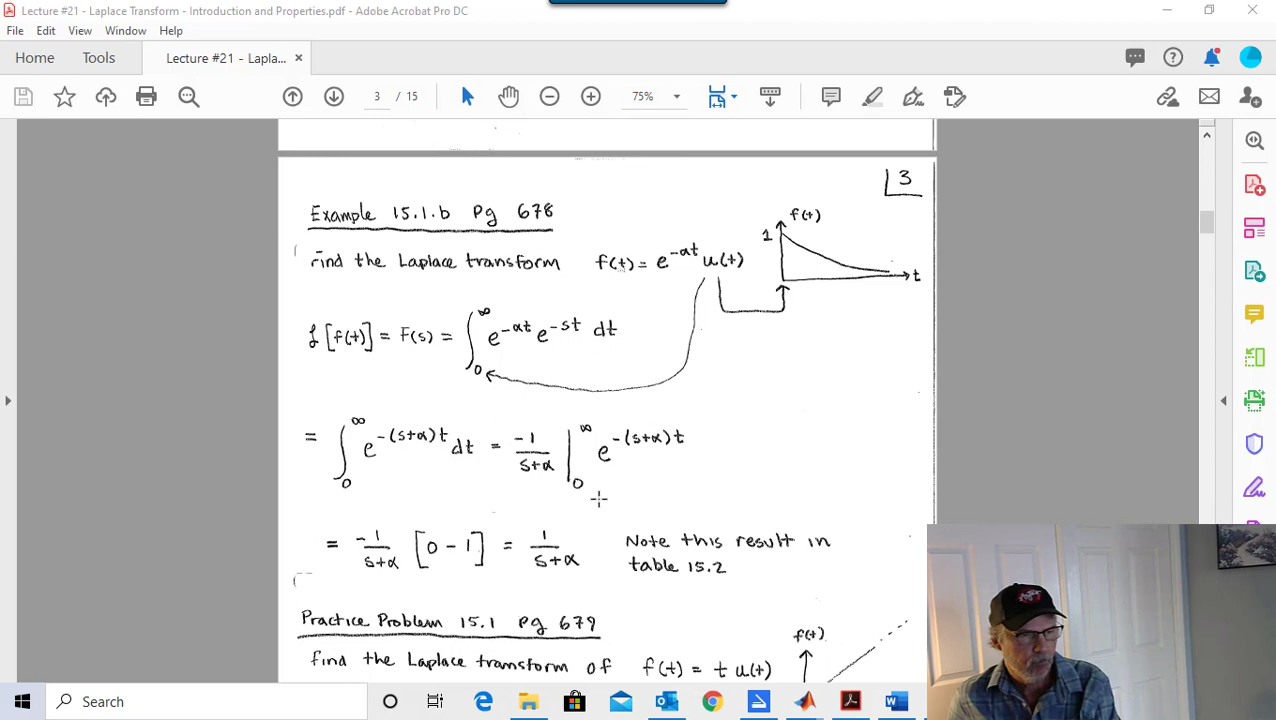 Lecture #21 - Laplace Transform - Introduction and Properties.pdf - Adobe Acrobat Pro DC
File Edit View Window Help
Home Tools Lecture #21 - Lapla... ×
3 / 15 75%
3
Example 15.1.b Pg 678
Find the Laplace transform f(t) = e^-αt u(t)
f(t)
1
t
ℒ[f(t)] = F(s) = ∫_0^∞ e^-αt e^-st dt
= ∫_0^∞ e^-(s+α)t dt = -1/(s+α) |_0^∞ e^-(s+α)t
= -1/(s+α) [0 - 1] = 1/(s+α) Note this result in
table 15.2
Practice Problem 15.1 Pg 679
find the Laplace transform of f(t) = t u(t)
f(t)
Search